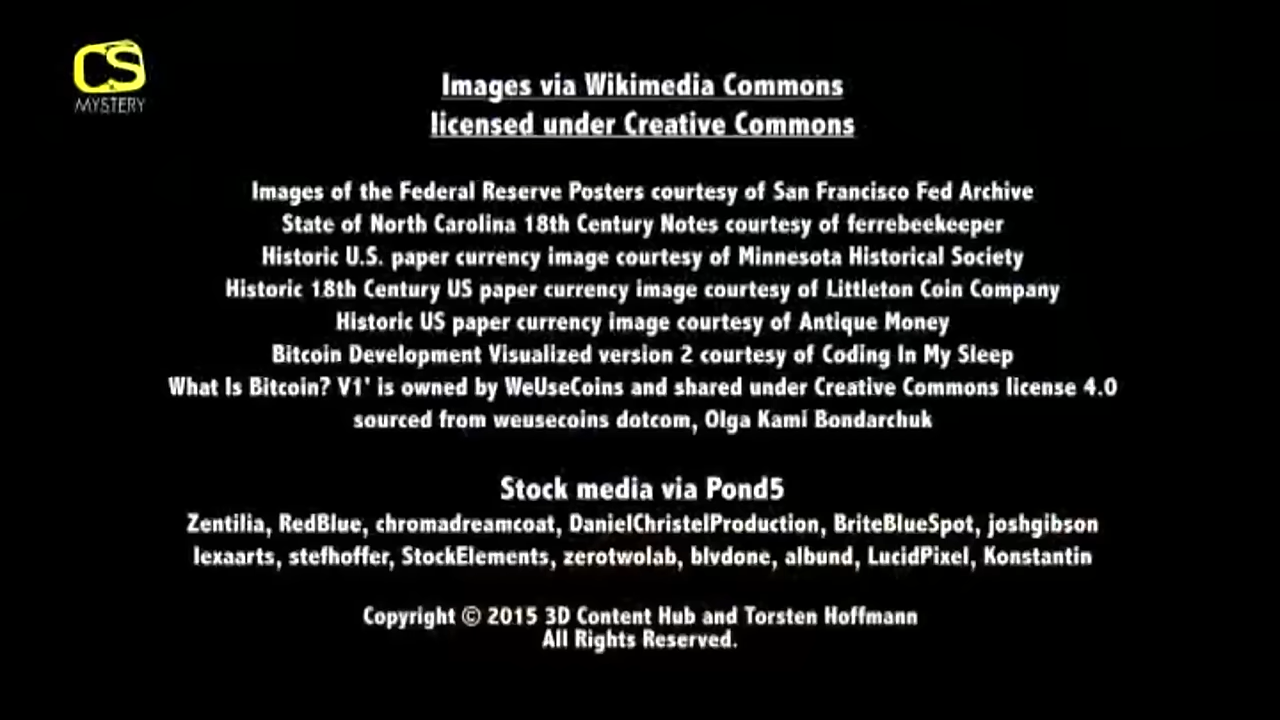 CS
MYSTERY
Images via Wikimedia Commons
licensed under Creative Commons
Images of the Federal Reserve Posters courtesy of San Francisco Fed Archive
State of North Carolina 18th Century Notes courtesy of ferrebeekeeper
Historic U.S. paper currency image courtesy of Minnesota Historical Society
Historic 18th Century US paper currency image courtesy of Littleton Coin Company
Historic US paper currency image courtesy of Antique Money
Bitcoin Development Visualized version 2 courtesy of Coding In My Sleep
What Is Bitcoin? V1' is owned by WeUseCoins and shared under Creative Commons license 4.0
sourced from weusecoins dotcom, Olga Kami Bondarchuk
Stock media via Pond5
Zentilia, RedBlue, chromadreamcoat, DanielChristelProduction, BriteBlueSpot, joshgibson
lexaarts, stefhoffer, StockElements, zerotwolab, blvdone, albund, LucidPixel, Konstantin
Copyright © 2015 3D Content Hub and Torsten Hoffmann
All Rights Reserved.